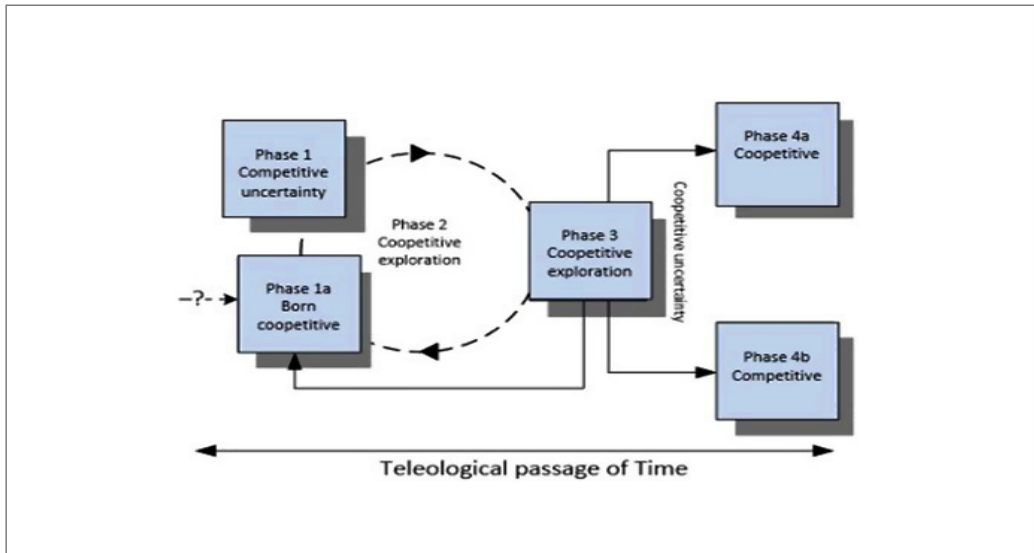 Phase 1
Competitive
uncertainty
Phase 2
Coopetitive
exploration
Phase 1a
Born
coopetitive
–?-
Phase 3
Coopetitive
exploration
Coopetitive uncertainty
Phase 4a
Coopetitive
Phase 4b
Competitive
Teleological passage of Time